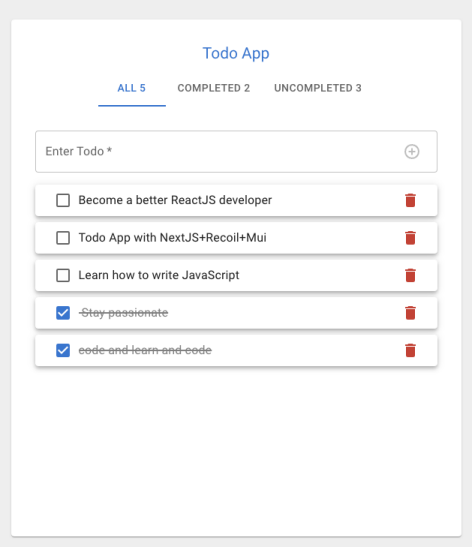 Todo App
ALL 5 COMPLETED 2 UNCOMPLETED 3
Enter Todo *
Become a better ReactJS developer
Todo App with NextJS+Recoil+Mui
Learn how to write JavaScript
Stay passionate
code and learn and code